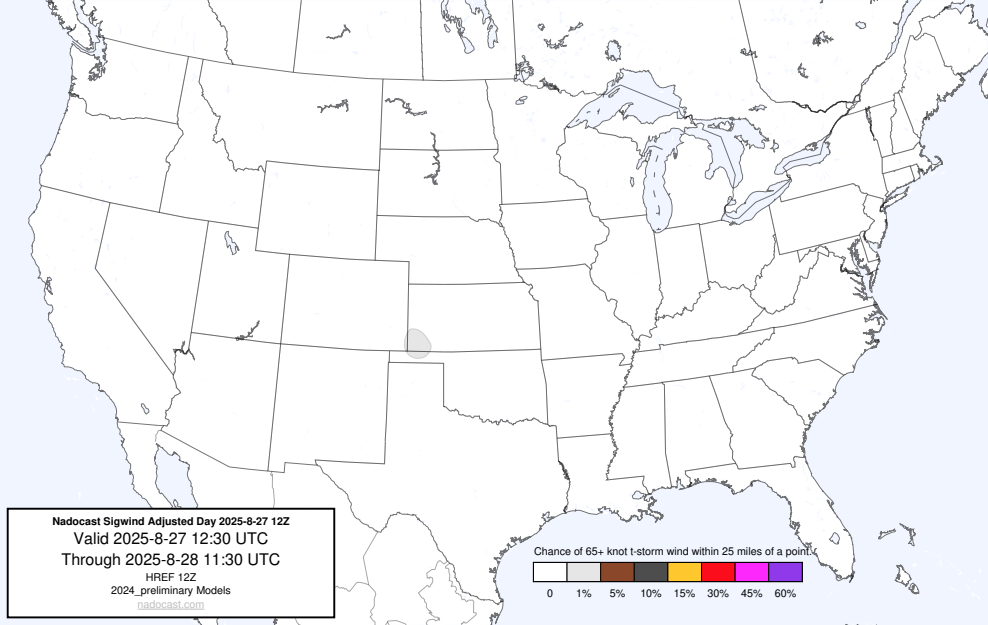 Nadocast Sigwind Adjusted Day 2025-8-27 12Z
Valid 2025-8-27 12:30 UTC
Through 2025-8-28 11:30 UTC
HREF 12Z
2024_preliminary Models
nadocast.com
Chance of 65+ knot t-storm wind within 25 miles of a point.
0 1% 5% 10% 15% 30% 45% 60%